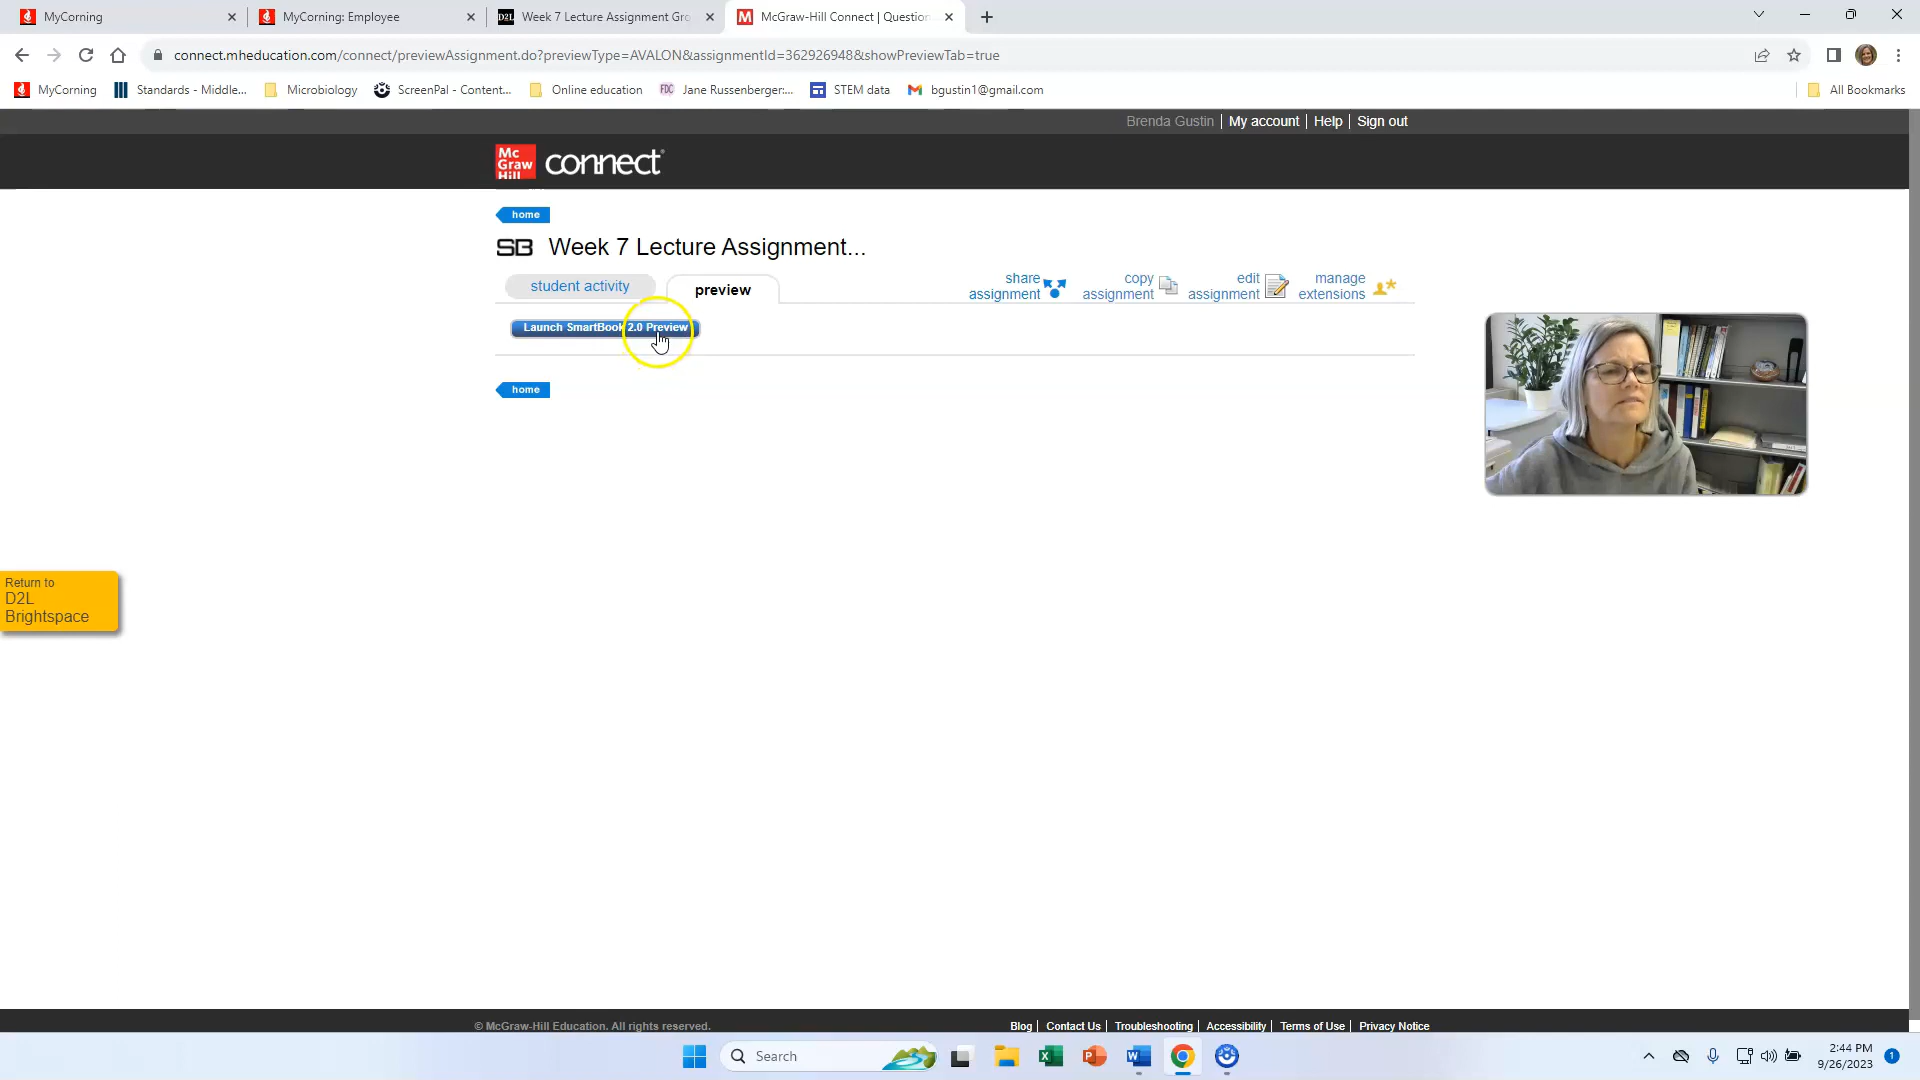 MyCorning
MyCorning: Employee
D2L Week 7 Lecture Assignment Gro
McGraw-Hill Connect | Question
connect.mheducation.com/connect/previewAssignment.do?previewType=AVALON&assignmentId=362926948&showPreviewTab=true
MyCorning Standards - Middle... Microbiology ScreenPal - Content... Online education FDC Jane Russenberger:... STEM data bgustin1@gmail.com All Bookmarks
Brenda Gustin | My account | Help | Sign out
Mc
Graw
Hill
connect
home
SB Week 7 Lecture Assignment...
student activity
preview
share
assignment
copy
assignment
edit
assignment
manage
extensions
Launch SmartBook 2.0 Preview
home
Return to
D2L
Brightspace
© McGraw-Hill Education. All rights reserved.
Blog | Contact Us | Troubleshooting | Accessibility | Terms of Use | Privacy Notice
Search
2:44 PM
9/26/2023
1